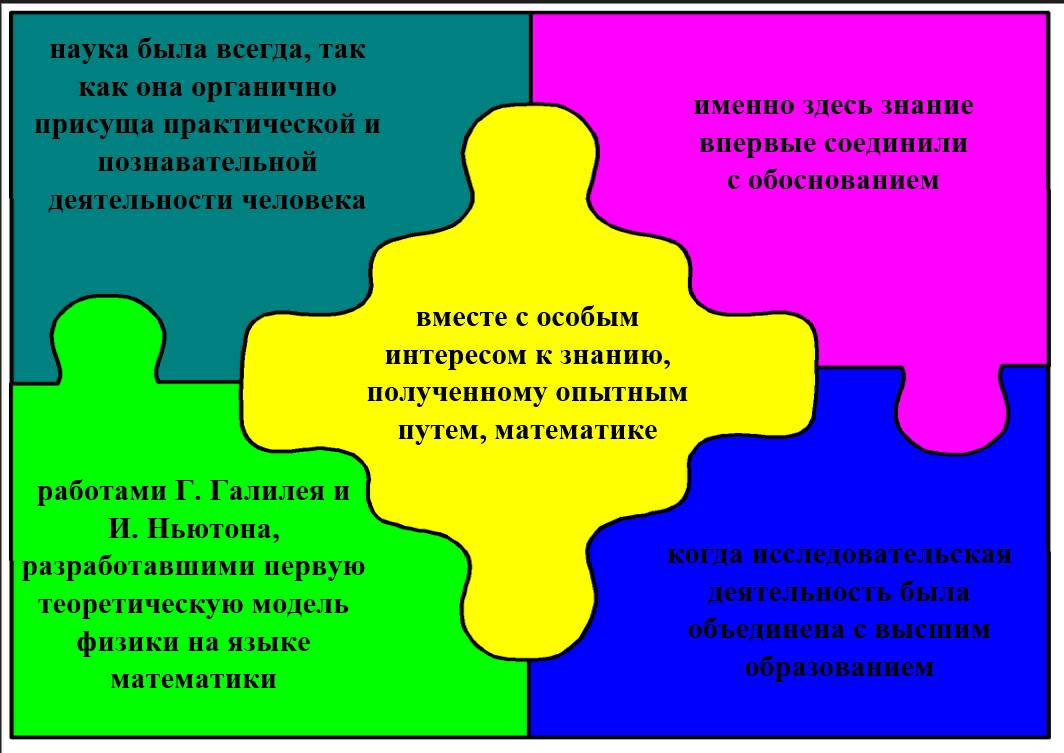 наука была всегда, так
как она органично
присуща практической и
познавательной
деятельности человека
именно здесь знание
впервые соединили
с обоснованием
вместе с особым
интересом к знанию,
полученному опытным
путем, математике
работами Г. Галилея и
И. Ньютона,
разработавшими первую
теоретическую модель
физики на языке
математики
когда исследовательская
деятельность была
объединена с высшим
образованием